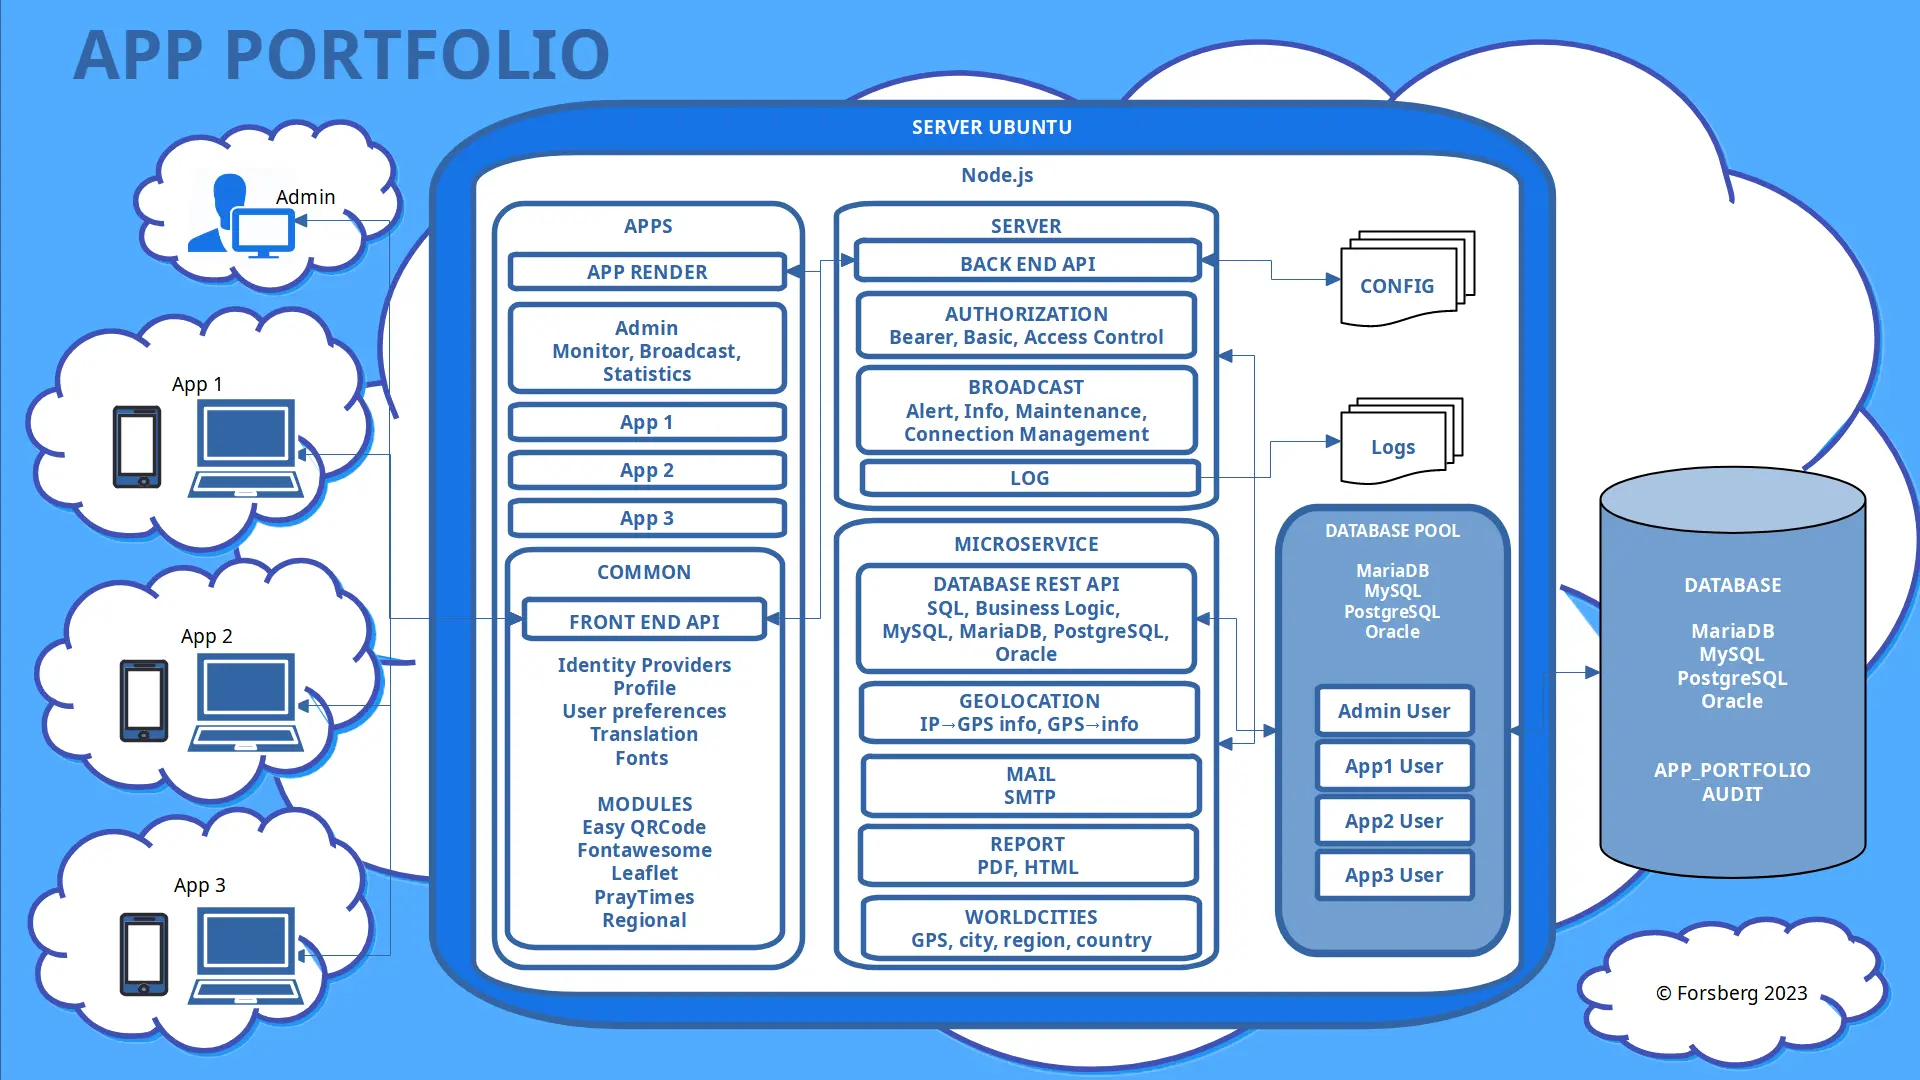 APP PORTFOLIO
SERVER UBUNTU
Node.js
Admin
App 1
App 2
App 3
APPS
APP RENDER
Admin
Monitor, Broadcast,
Statistics
App 1
App 2
App 3
COMMON
FRONT END API
Identity Providers
Profile
User preferences
Translation
Fonts
MODULES
Easy QRCode
Fontawesome
Leaflet
PrayTimes
Regional
SERVER
BACK END API
AUTHORIZATION
Bearer, Basic, Access Control
BROADCAST
Alert, Info, Maintenance,
Connection Management
LOG
MICROSERVICE
DATABASE REST API
SQL, Business Logic,
MySQL, MariaDB, PostgreSQL,
Oracle
GEOLOCATION
IP→GPS info, GPS→info
MAIL
SMTP
REPORT
PDF, HTML
WORLDCITIES
GPS, city, region, country
CONFIG
Logs
DATABASE POOL
MariaDB
MySQL
PostgreSQL
Oracle
Admin User
App1 User
App2 User
App3 User
DATABASE
MariaDB
MySQL
PostgreSQL
Oracle
APP_PORTFOLIO
AUDIT
© Forsberg 2023